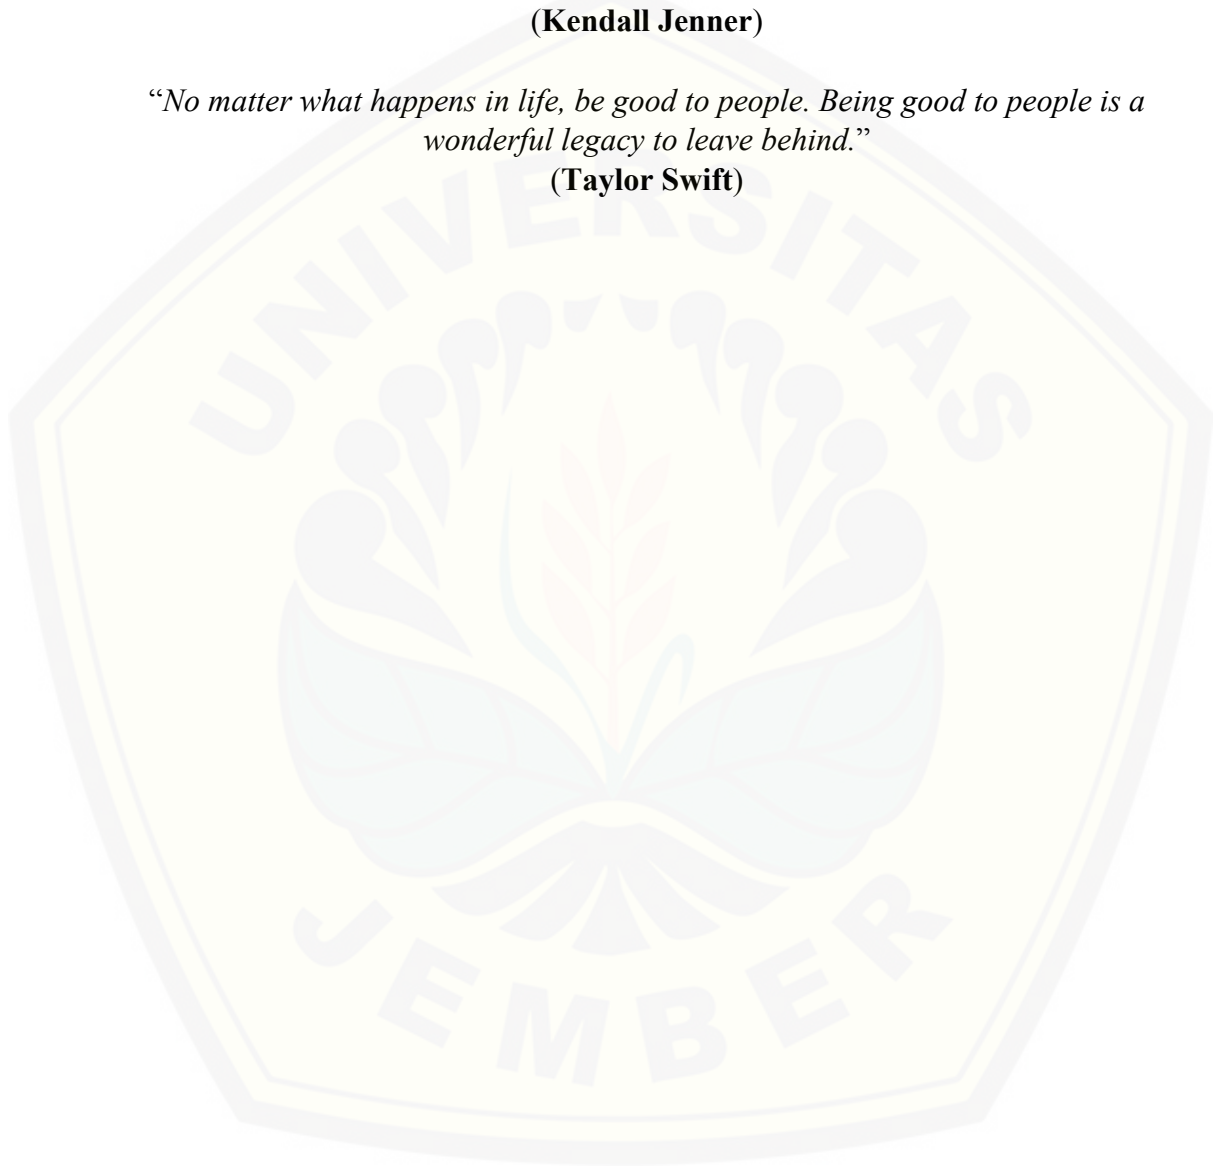 (Kendall Jenner)
“No matter what happens in life, be good to people. Being good to people is a
wonderful legacy to leave behind.”
(Taylor Swift)
UNIVERSITAS
JEMBER